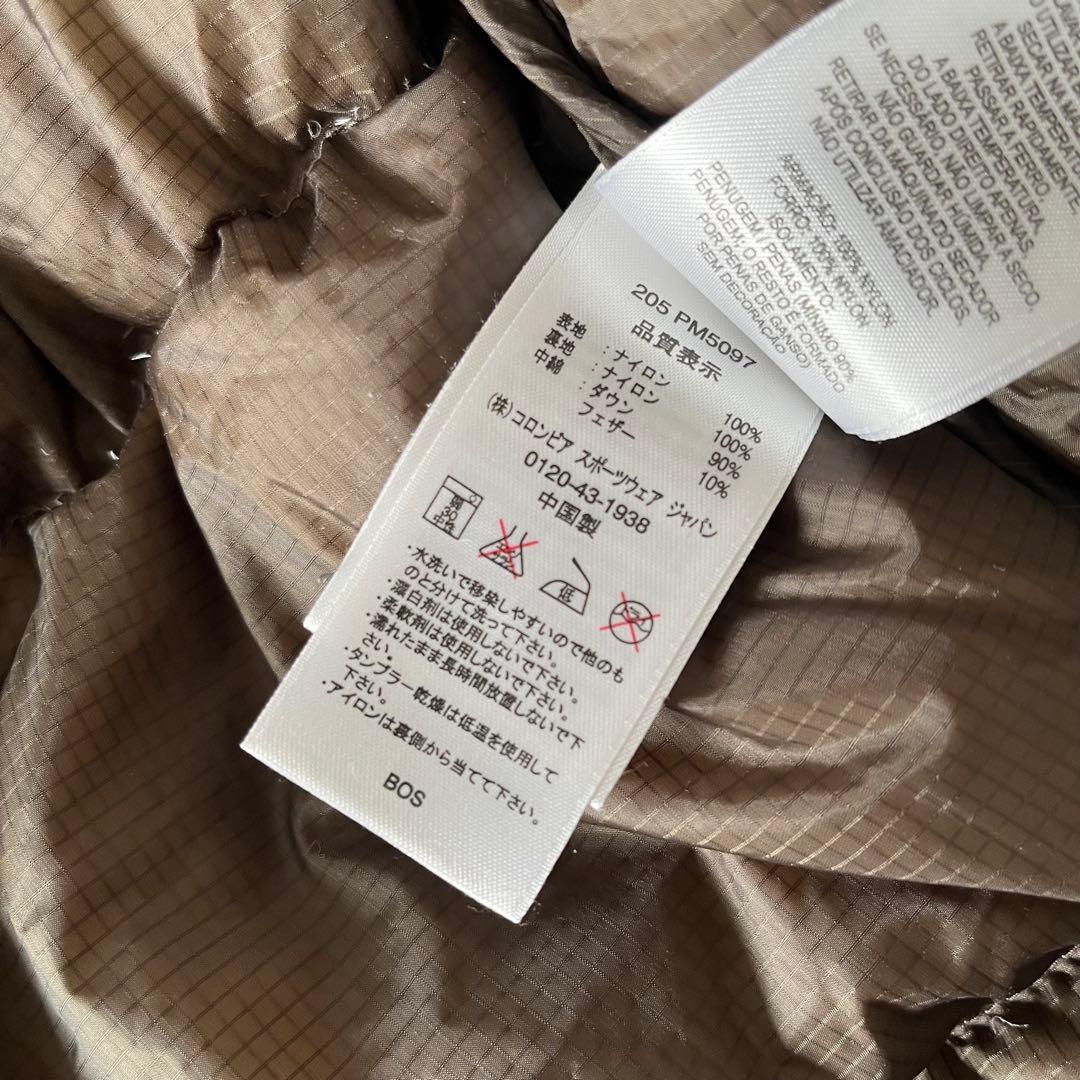 205 PM5097
品質表示
表地 : ナイロン 100%
裏地 : ナイロン 100%
中綿 : ダウン 90%
フェザー 10%
(株)コロンビア スポーツウェア ジャパン
0120-43-1938
中国製
30
中性
低
・水洗いで移染しやすいので他のも
のと分けて洗って下さい。
・漂白剤は使用しないで下さい。
・柔軟剤は使用しないで下さい。
・濡れたまま長時間放置しないで下
さい。
・タンブラー乾燥は低温を使用して
下さい。
・アイロンは裏側から当てて下さい。
BOS
SECAR NA
A BAIXA TEMPERATURA.
RETIRAR RAPIDAMENTE.
PASSAR A FERRO
A BAIXA TEMPERATURA,
DO LADO DIREITO APENAS
SE NECESSÁRIO. NÃO LIMPAR A SECO.
NÃO GUARDAR HÚMIDA.
RETIRAR DA MÁQUINA DO SECADOR
APÓS CONCLUSÃO DOS CICLOS.
NÃO UTILIZAR AMACIADOR.
FORRO: 100% NYLON
ISOLAMENTO-
PENUGEM E PENAS (MÍNIMO 90%
PENUGEM, O RESTO É FORMADO
POR PENAS DE GANSO)
(SEM DECORAÇÃO)